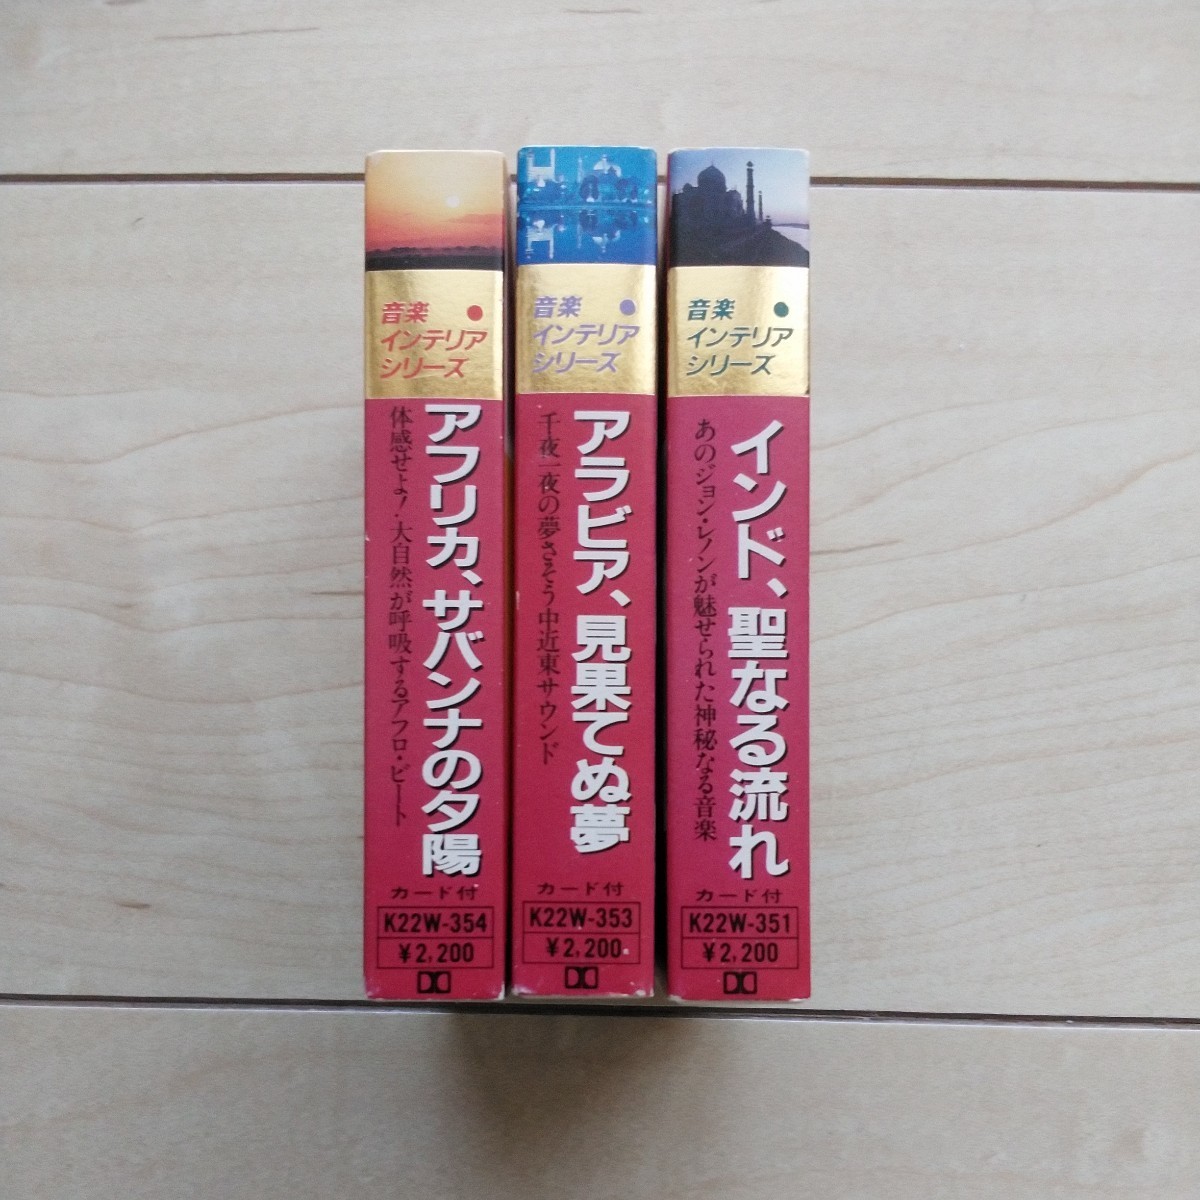 音楽 ●
インテリア
シリーズ
アフリカ、サバンナの夕陽
体感せよ!・大自然が呼吸するアフロ・ビート
カード付
K22W-354
¥2,200
音楽 ●
インテリア
シリーズ
アラビア、見果てぬ夢
千夜一夜の夢さそう中近東サウンド
カード付
K22W-353
¥2,200.
音楽 ●
インテリア
シリーズ
インド、聖なる流れ
あのジョン・レノンが魅せられた神秘なる音楽
カード付
K22W-351
¥2,200